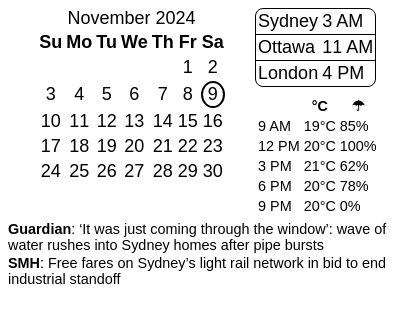 November 2024
Su Mo Tu We Th Fr Sa
1 2
3 4 5 6 7 8 9
10 11 12 13 14 15 16
17 18 19 20 21 22 23
24 25 26 27 28 29 30
Sydney 3 AM
Ottawa 11 AM
London 4 PM
°C ☂
9 AM 19°C 85%
12 PM 20°C 100%
3 PM 21°C 62%
6 PM 20°C 78%
9 PM 20°C 0%
Guardian: ‘It was just coming through the window’: wave of
water rushes into Sydney homes after pipe bursts
SMH: Free fares on Sydney’s light rail network in bid to end
industrial standoff